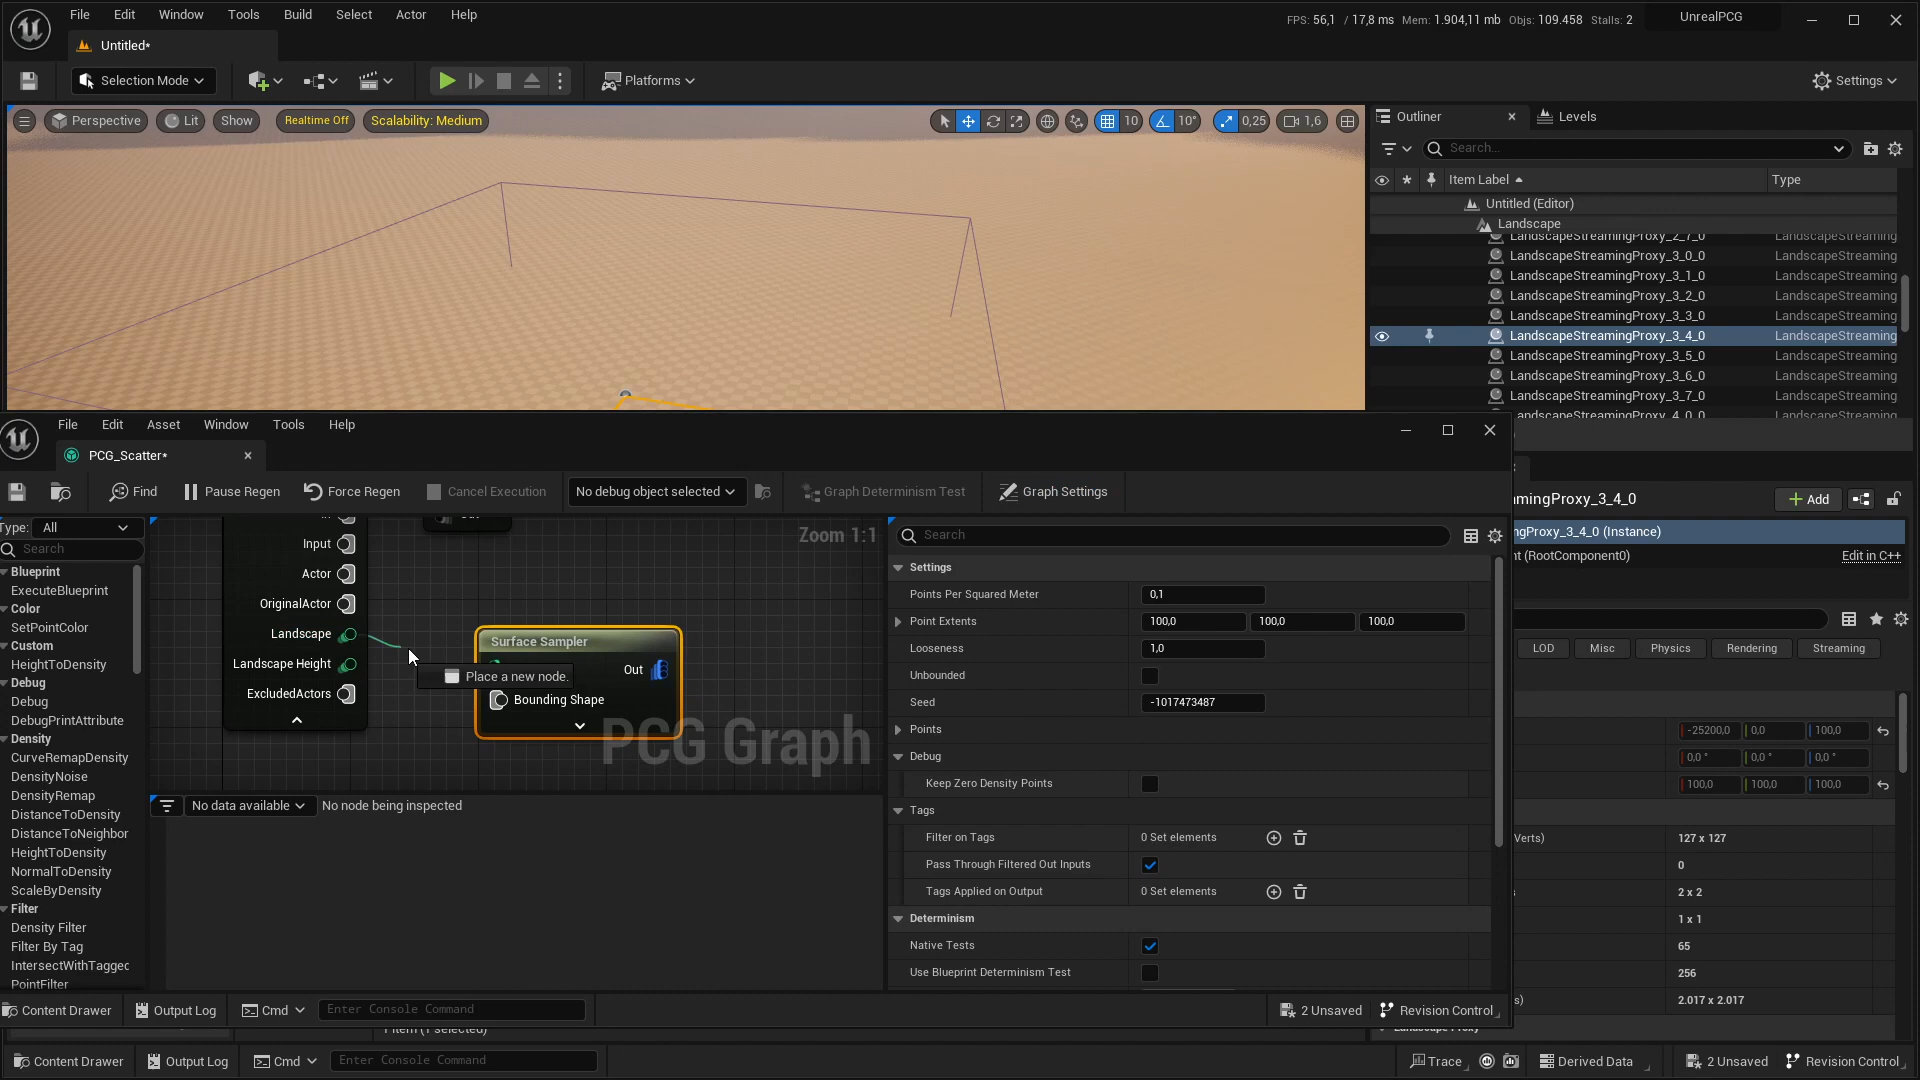 File Edit Window Tools Build Select Actor Help
FPS: 56,1 / 17,8 ms Mem: 1.904,11 mb Objs: 109.458 Stalls: 2
UnrealPCG
Untitled*
Selection Mode
Platforms
Settings
Perspective
Lit
Show
Realtime Off
Scalability: Medium
10
10°
0,25
1,6
Outliner
Levels
Search...
Item Label
Type
Untitled (Editor)
Landscape
LandscapeStreamingProxy_2_7_0 LandscapeStreaming
LandscapeStreamingProxy_3_0_0 LandscapeStreaming
LandscapeStreamingProxy_3_1_0 LandscapeStreaming
LandscapeStreamingProxy_3_2_0 LandscapeStreaming
LandscapeStreamingProxy_3_3_0 LandscapeStreaming
LandscapeStreamingProxy_3_4_0 LandscapeStreaming
LandscapeStreamingProxy_3_5_0 LandscapeStreaming
LandscapeStreamingProxy_3_6_0 LandscapeStreaming
LandscapeStreamingProxy_3_7_0 LandscapeStreaming
LandscapeStreamingProxy_4_0_0 LandscapeStreaming
File Edit Asset Window Tools Help
PCG_Scatter*
Find
Pause Regen
Force Regen
Cancel Execution
No debug object selected
Graph Determinism Test
Graph Settings
Type: All
Search
Blueprint
ExecuteBlueprint
Color
SetPointColor
Custom
HeightToDensity
Debug
Debug
DebugPrintAttribute
Density
CurveRemapDensity
DensityNoise
DensityRemap
DistanceToDensity
DistanceToNeighbor
HeightToDensity
NormalToDensity
ScaleByDensity
Filter
Density Filter
Filter By Tag
IntersectWithTagged
PointFilter
Zoom 1:1
In
Out
Input
Actor
OriginalActor
Landscape
Landscape Height
ExcludedActors
Surface Sampler
Place a new node.
Out
Bounding Shape
PCG Graph
No data available
No node being inspected
Search
Settings
Points Per Squared Meter 0,1
Point Extents 100,0 100,0 100,0
Looseness 1,0
Unbounded
Seed -1017473487
Points
Debug
Keep Zero Density Points
Tags
Filter on Tags 0 Set elements
Pass Through Filtered Out Inputs
Tags Applied on Output 0 Set elements
Determinism
Native Tests
Use Blueprint Determinism Test
mingProxy_3_4_0
Add
ngProxy_3_4_0 (Instance)
nt (RootComponent0)
Edit in C++
LOD Misc Physics Rendering Streaming
-25200,0 0,0 100,0
0,0 ° 0,0 ° 0,0 °
100,0 100,0 100,0
Verts) 127 x 127
0
s 2 x 2
1 x 1
65
256
s) 2.017 x 2.017
Landscape Proxy
Content Drawer
Output Log
Cmd
Enter Console Command
2 Unsaved
Revision Control
1 item (1 selected)
Content Drawer
Output Log
Cmd
Enter Console Command
Trace
Derived Data
2 Unsaved
Revision Control